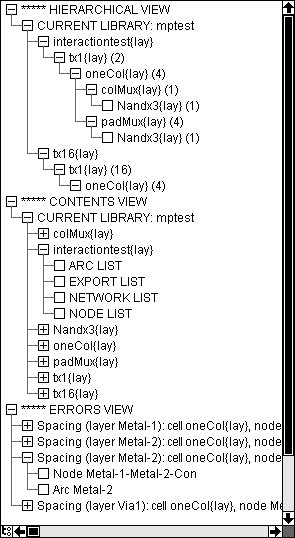 ***** HIERARCHICAL VIEW
CURRENT LIBRARY: mptest
interactiontest{lay}
tx1{lay} (2)
oneCol{lay} (4)
colMux{lay} (1)
Nandx3{lay} (1)
padMux{lay} (4)
Nandx3{lay} (1)
tx16{lay}
tx1{lay} (16)
oneCol{lay} (4)
***** CONTENTS VIEW
CURRENT LIBRARY: mptest
colMux{lay}
interactiontest{lay}
ARC LIST
EXPORT LIST
NETWORK LIST
NODE LIST
Nandx3{lay}
oneCol{lay}
padMux{lay}
tx1{lay}
tx16{lay}
***** ERRORS VIEW
Spacing (layer Metal-1): cell oneCol{lay}, node
Spacing (layer Metal-2): cell oneCol{lay}, node
Spacing (layer Metal-2): cell oneCol{lay}, node
Node Metal-1-Metal-2-Con
Arc Metal-2
Spacing (layer Via1): cell oneCol{lay}, node Me